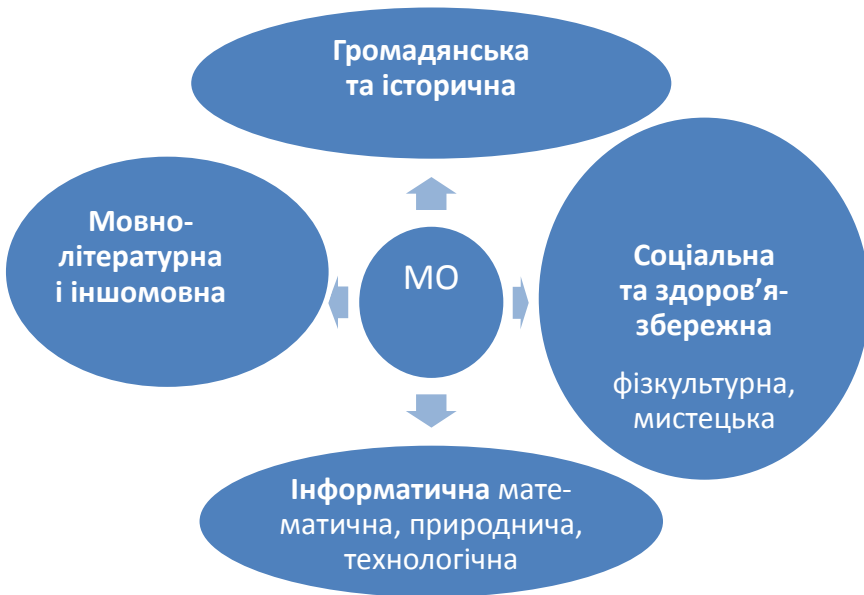 Громадянська
та історична
Мовно-
літературна
і іншомовна
МО
Соціальна
та здоров’я-
збережна
фізкультурна,
мистецька
Інформатична мате-
матична, природнича,
технологічна